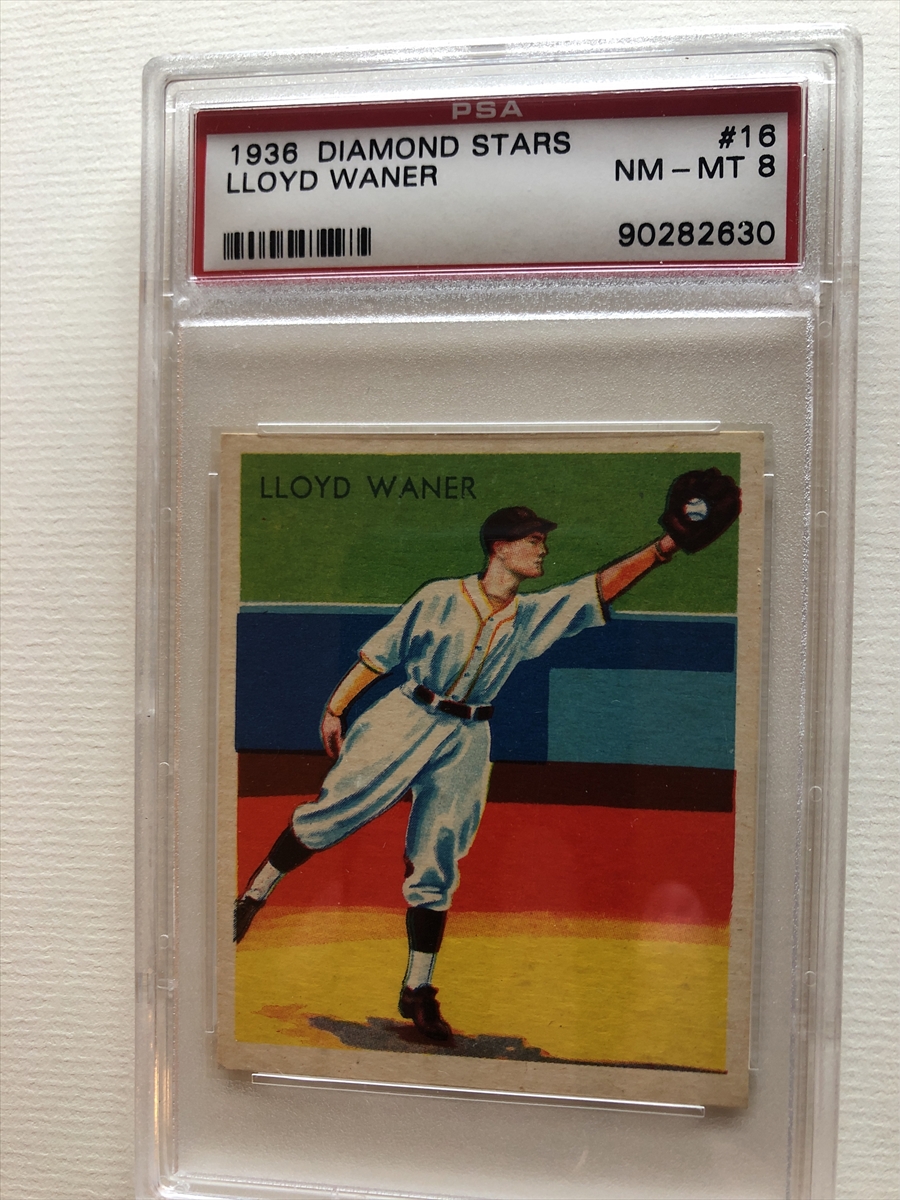 PSA
1936 DIAMOND STARS #16
LLOYD WANER NM-MT 8
90282630
LLOYD WANER